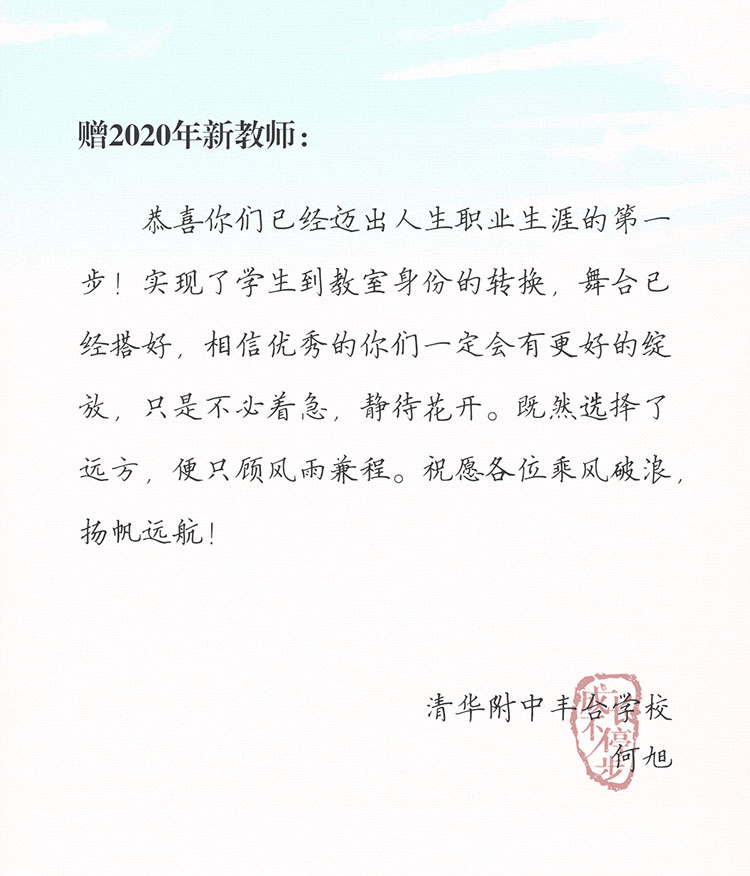 赠2020年新教师：
恭喜你们已经迈出人生职业生涯的第一
步！实现了学生到教室身份的转换，舞台已
经搭好，相信优秀的你们一定会有更好的绽
放，只是不必着急，静待花开。既然选择了
远方，便只顾风雨兼程。祝愿各位乘风破浪，
扬帆远航！
清华附中丰台学校
何旭
不停
步